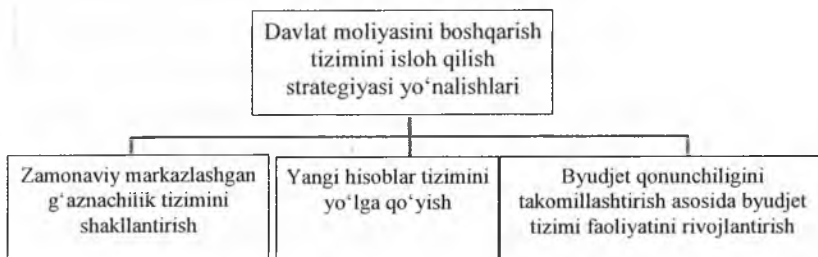 Davlat moliyasini boshqarish
tizimini isloh qilish
strategiyasi yo‘nalishlari
Zamonaviy markazlashgan
g‘aznachilik tizimini
shakllantirish
Yangi hisoblar tizimini
yo‘lga qo‘yish
Byudjet qonunchiligini
takomillashtirish asosida byudjet
tizimi faoliyatini rivojlantirish